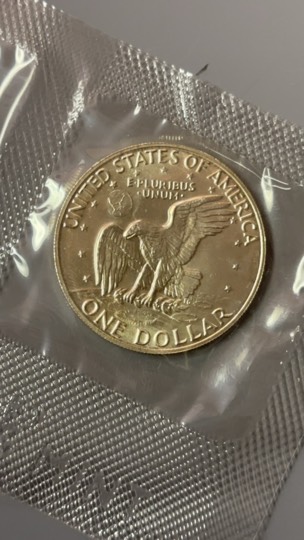 UNITED STATES OF AMERICA
E·PLURIBUS
UNUM
ONE DOLLAR